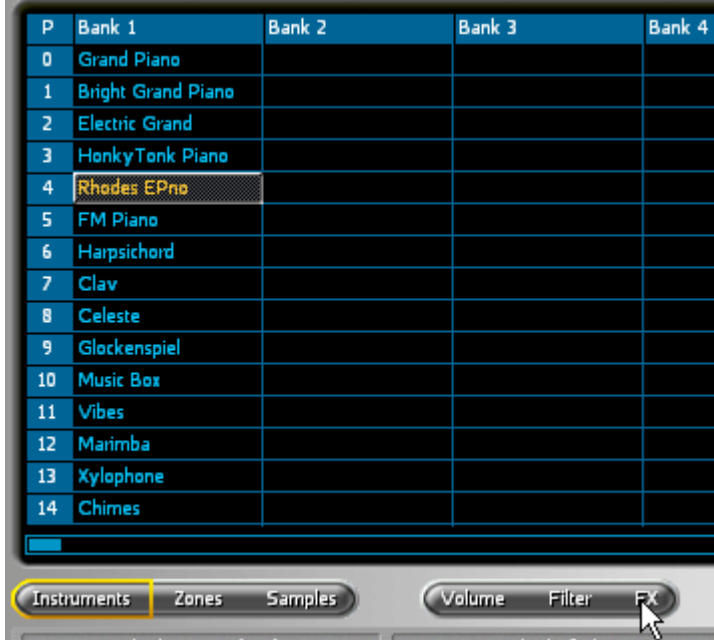 P Bank 1 Bank 2 Bank 3 Bank 4
0 Grand Piano
1 Bright Grand Piano
2 Electric Grand
3 HonkyTonk Piano
4 Rhodes EPno
5 FM Piano
6 Harpsichord
7 Clav
8 Celeste
9 Glockenspiel
10 Music Box
11 Vibes
12 Marimba
13 Xylophone
14 Chimes
Instruments Zones Samples Volume Filter FX